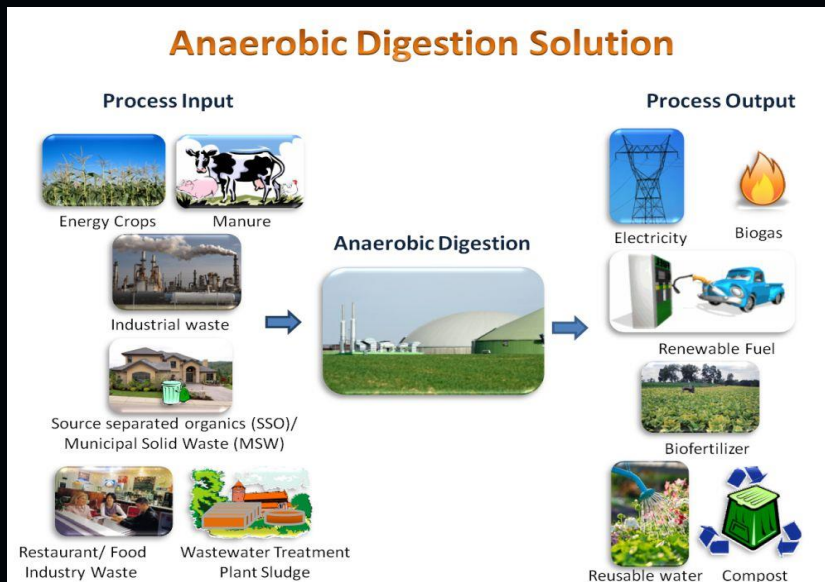 Anaerobic Digestion Solution
Process Input
Energy Crops
Manure
Industrial waste
Source separated organics (SSO)/
Municipal Solid Waste (MSW)
Restaurant/ Food
Industry Waste
Wastewater Treatment
Plant Sludge
Anaerobic Digestion
Process Output
Electricity
Biogas
Renewable Fuel
Biofertilizer
Reusable water
Compost